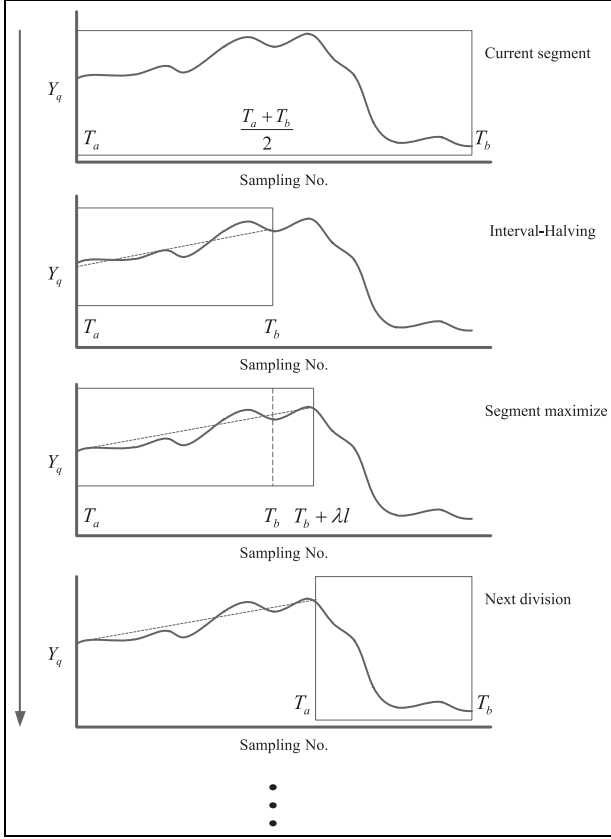 Current segment
Y_q
T_a
(T_a + T_b)/2
T_b
Sampling No.
Interval-Halving
Y_q
T_a
T_b
Sampling No.
Segment maximize
Y_q
T_a
T_b
T_b + λl
Sampling No.
Next division
Y_q
T_a
T_b
Sampling No.